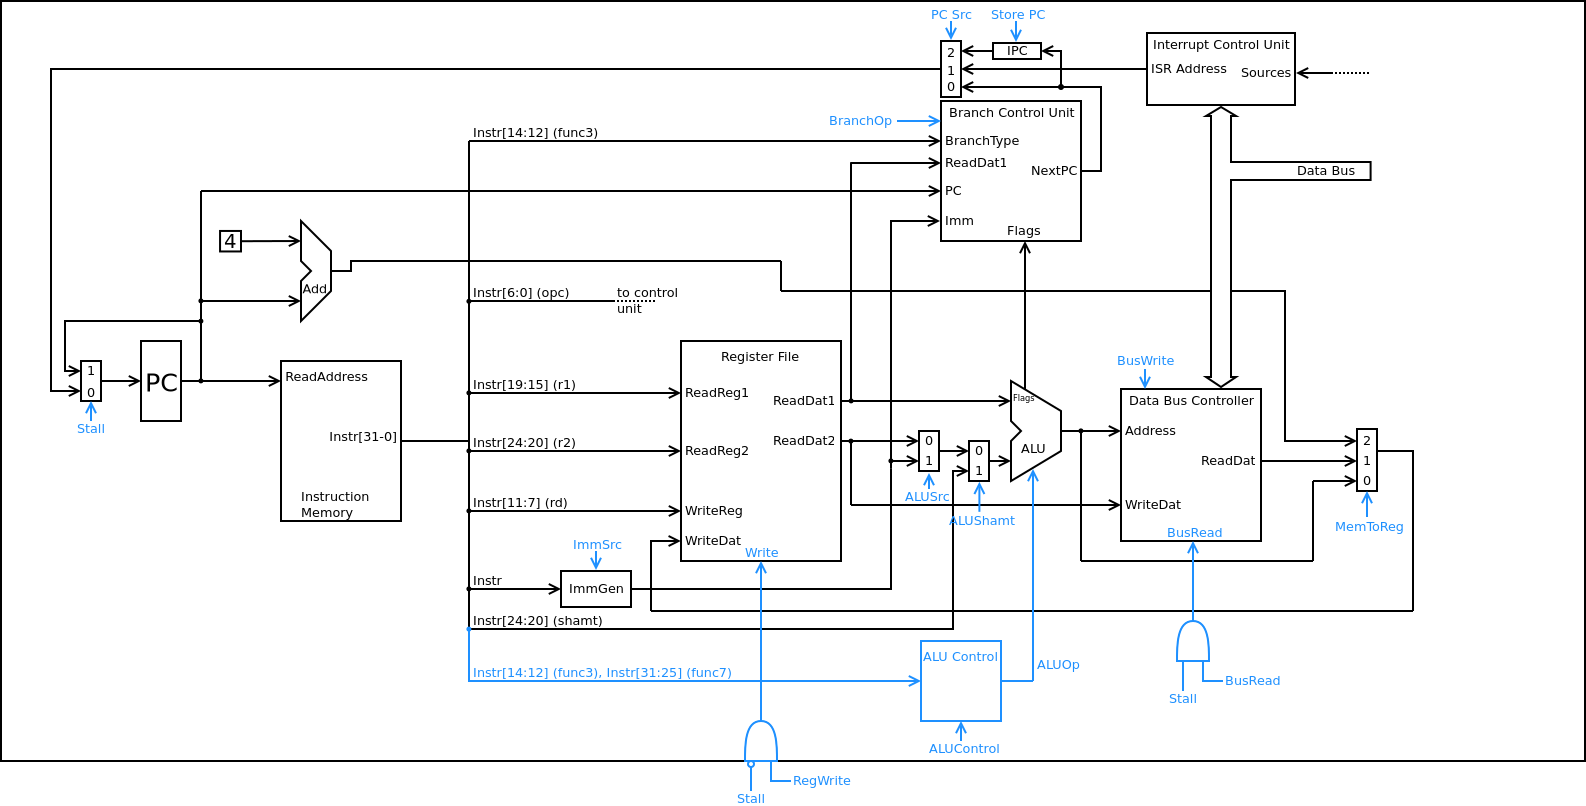 PC Src
Store PC
2
1
0
IPC
Interrupt Control Unit
ISR Address
Sources
Branch Control Unit
BranchOp
BranchType
ReadDat1
NextPC
PC
Imm
Flags
Data Bus
Instr[14:12] (func3)
4
Add
Instr[6:0] (opc)
to control
unit
1
0
Stall
PC
ReadAddress
Instr[31-0]
Instruction
Memory
Instr[19:15] (r1)
Instr[24:20] (r2)
Instr[11:7] (rd)
Instr
Instr[24:20] (shamt)
Instr[14:12] (func3), Instr[31:25] (func7)
Register File
ReadReg1
ReadDat1
ReadDat2
ReadReg2
WriteReg
WriteDat
Write
ImmSrc
ImmGen
0
1
ALUSrc
0
1
ALUShamt
Flags
ALU
BusWrite
Data Bus Controller
Address
ReadDat
WriteDat
BusRead
2
1
0
MemToReg
ALU Control
ALUOp
ALUControl
BusRead
Stall
RegWrite
Stall